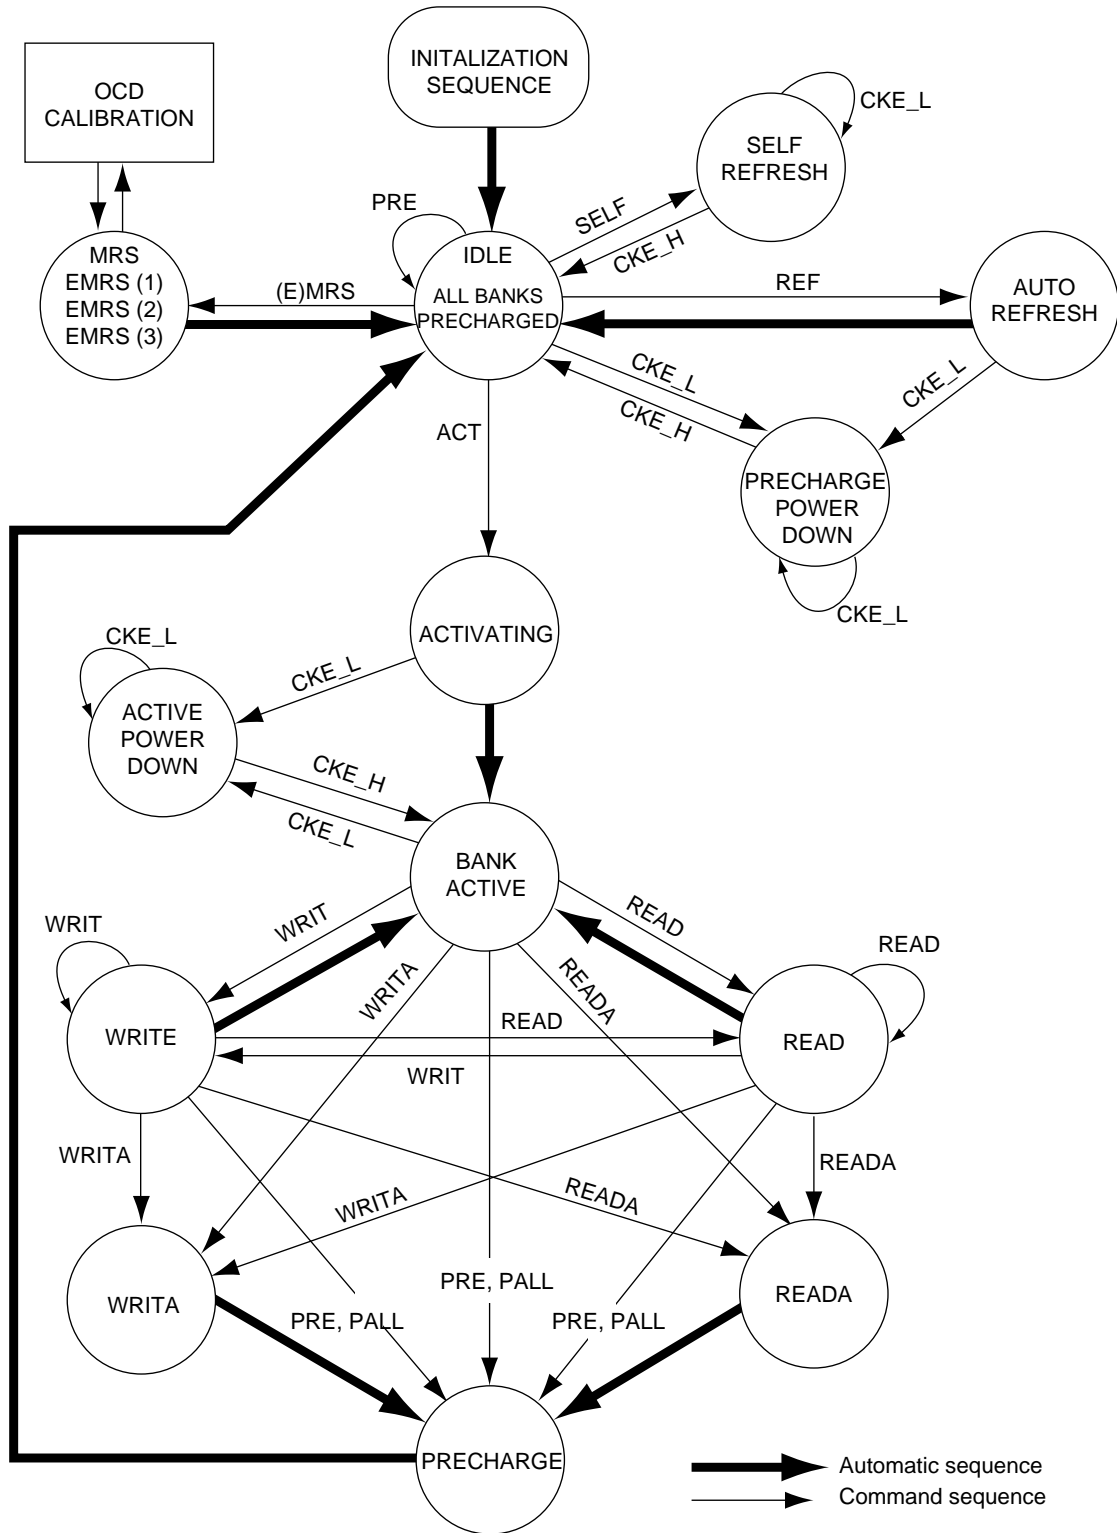 INITALIZATION
SEQUENCE
OCD
CALIBRATION
CKE_L
SELF
REFRESH
PRE
SELF
CKE_H
MRS
EMRS (1)
EMRS (2)
EMRS (3)
(E)MRS
IDLE
ALL BANKS
PRECHARGED
REF
AUTO
REFRESH
CKE_L
CKE_H
CKE_L
ACT
PRECHARGE
POWER
DOWN
CKE_L
ACTIVATING
CKE_L
CKE_L
ACTIVE
POWER
DOWN
CKE_H
CKE_L
BANK
ACTIVE
WRIT
WRIT
READ
READ
WRITA
READA
WRITE
READ
WRIT
READ
WRITA
WRITA
READA
READA
WRITA
PRE, PALL
PRE, PALL
PRE, PALL
READA
PRECHARGE
Automatic sequence
Command sequence